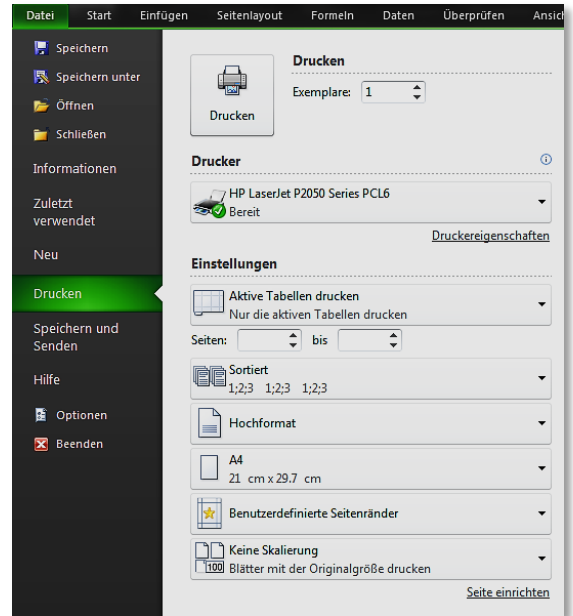 Datei Start Einfügen Seitenlayout Formeln Daten Überprüfen Ansich
Speichern
Speichern unter
Öffnen
Schließen
Informationen
Zuletzt
verwendet
Neu
Drucken
Speichern und
Senden
Hilfe
Optionen
Beenden
Drucken
Drucken
Exemplare: 1
Drucker
HP LaserJet P2050 Series PCL6
Bereit
Druckereigenschaften
Einstellungen
Aktive Tabellen drucken
Nur die aktiven Tabellen drucken
Seiten: bis
Sortiert
1;2;3 1;2;3 1;2;3
Hochformat
A4
21 cm x 29.7 cm
Benutzerdefinierte Seitenränder
Keine Skalierung
100 Blätter mit der Originalgröße drucken
Seite einrichten